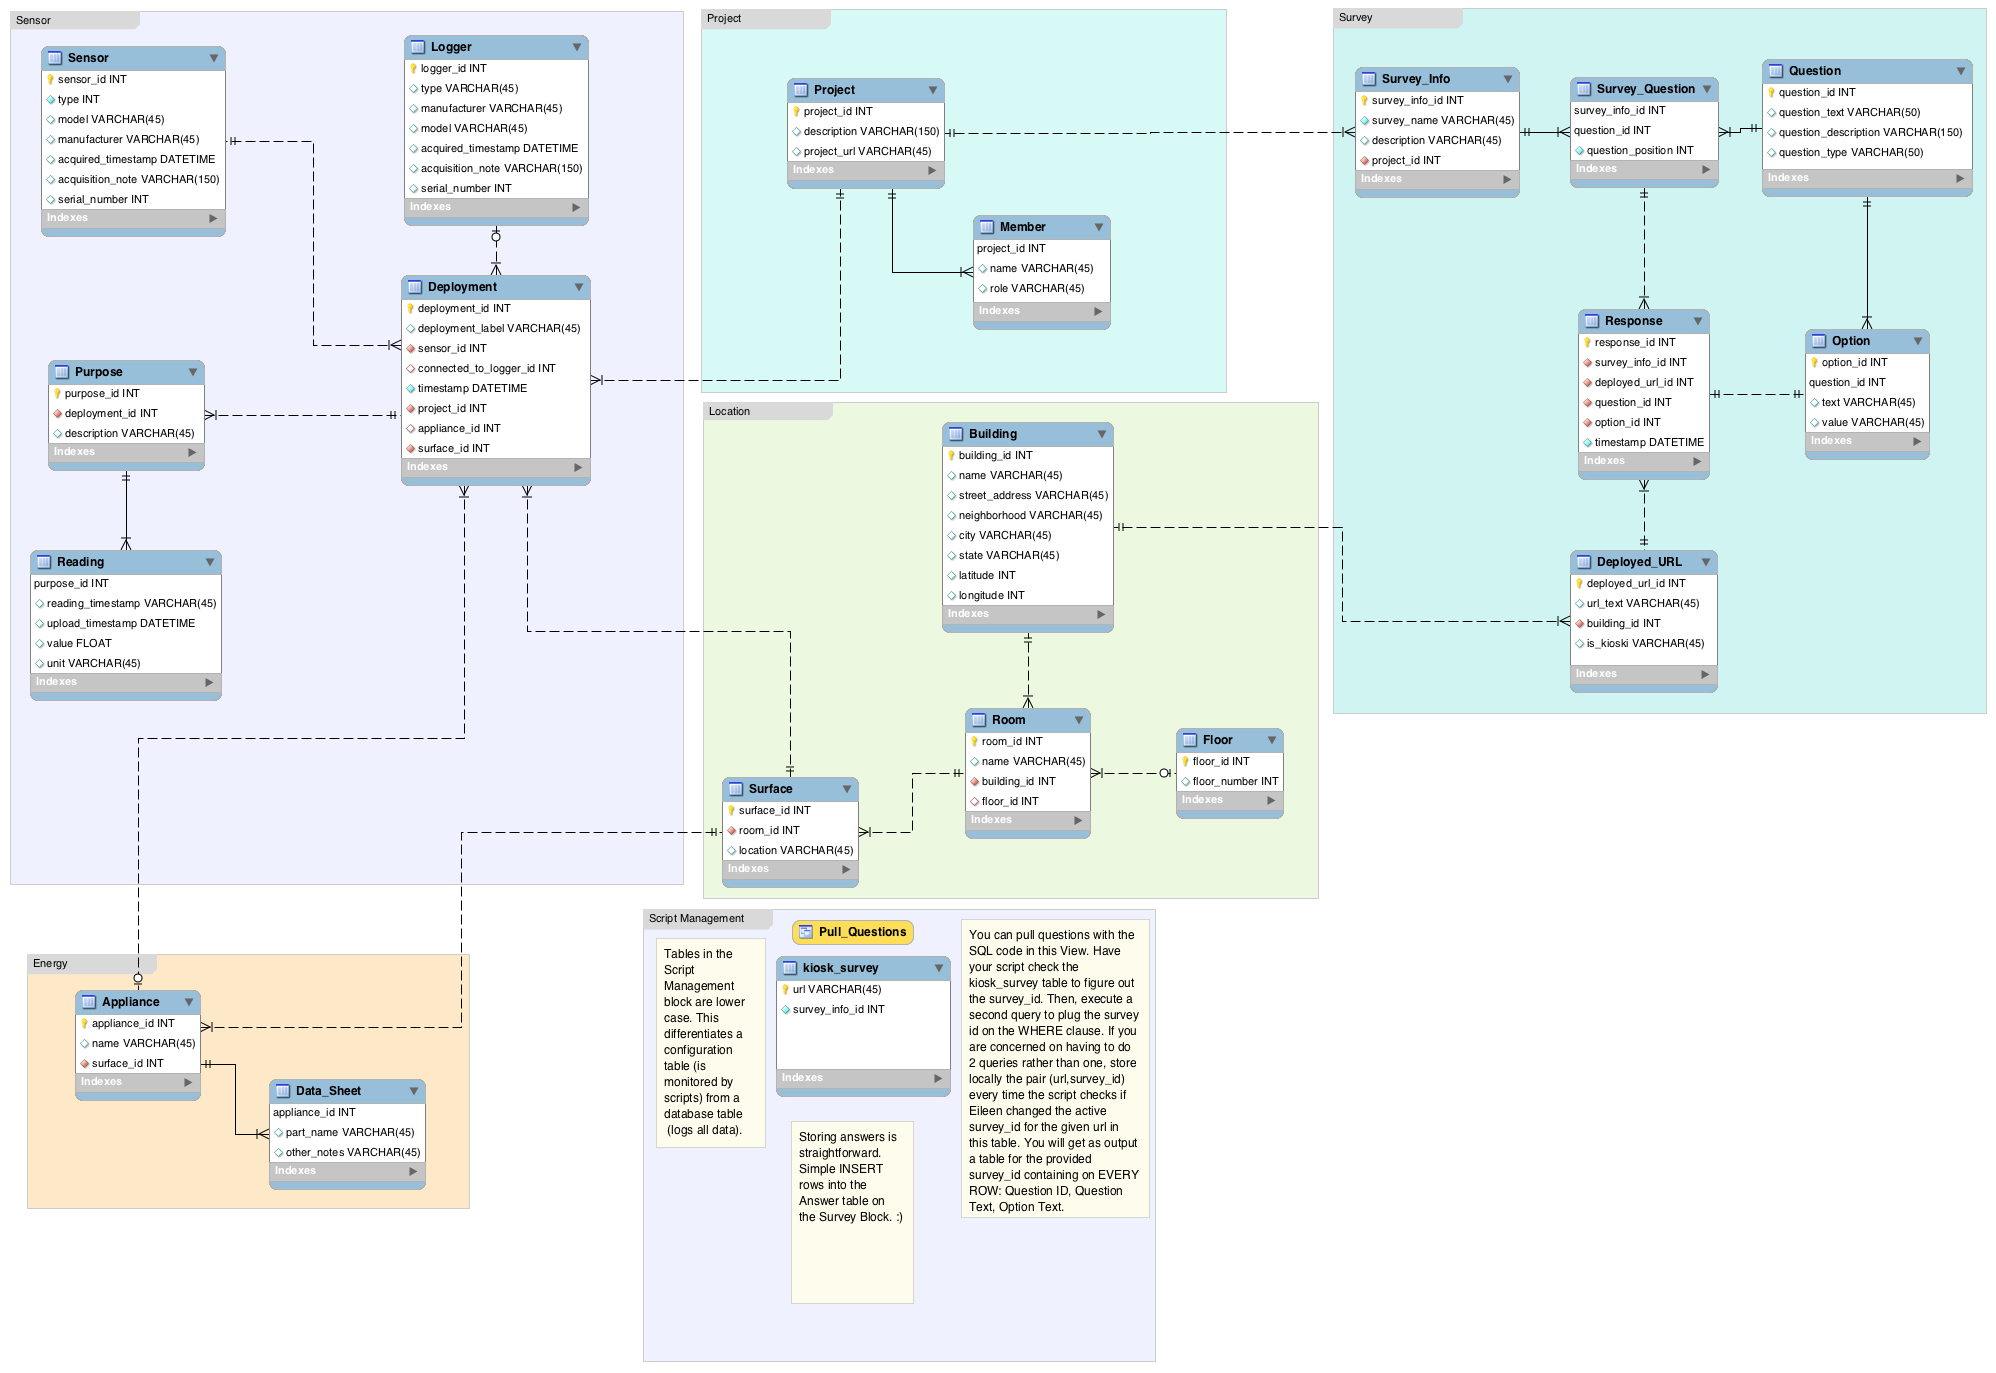 Sensor
Sensor
sensor_id INT
type INT
model VARCHAR(45)
manufacturer VARCHAR(45)
acquired_timestamp DATETIME
acquisition_note VARCHAR(150)
serial_number INT
Indexes
Logger
logger_id INT
type VARCHAR(45)
manufacturer VARCHAR(45)
model VARCHAR(45)
acquired_timestamp DATETIME
acquisition_note VARCHAR(150)
serial_number INT
Indexes
Deployment
deployment_id INT
deployment_label VARCHAR(45)
sensor_id INT
connected_to_logger_id INT
timestamp DATETIME
project_id INT
appliance_id INT
surface_id INT
Indexes
Purpose
purpose_id INT
deployment_id INT
description VARCHAR(45)
Indexes
Reading
purpose_id INT
reading_timestamp VARCHAR(45)
upload_timestamp DATETIME
value FLOAT
unit VARCHAR(45)
Indexes
Project
Project
project_id INT
description VARCHAR(150)
project_url VARCHAR(45)
Indexes
Member
project_id INT
name VARCHAR(45)
role VARCHAR(45)
Indexes
Survey
Survey_Info
survey_info_id INT
survey_name VARCHAR(45)
description VARCHAR(45)
project_id INT
Indexes
Survey_Question
survey_info_id INT
question_id INT
question_position INT
Indexes
Question
question_id INT
question_text VARCHAR(50)
question_description VARCHAR(150)
question_type VARCHAR(50)
Indexes
Response
response_id INT
survey_info_id INT
deployed_url_id INT
question_id INT
option_id INT
timestamp DATETIME
Indexes
Option
option_id INT
question_id INT
text VARCHAR(45)
value VARCHAR(45)
Indexes
Deployed_URL
deployed_url_id INT
url_text VARCHAR(45)
building_id INT
is_kioski VARCHAR(45)
Indexes
Location
Building
building_id INT
name VARCHAR(45)
street_address VARCHAR(45)
neighborhood VARCHAR(45)
city VARCHAR(45)
state VARCHAR(45)
latitude INT
longitude INT
Indexes
Room
room_id INT
name VARCHAR(45)
building_id INT
floor_id INT
Indexes
Floor
floor_id INT
floor_number INT
Indexes
Surface
surface_id INT
room_id INT
location VARCHAR(45)
Indexes
Energy
Appliance
appliance_id INT
name VARCHAR(45)
surface_id INT
Indexes
Data_Sheet
appliance_id INT
part_name VARCHAR(45)
other_notes VARCHAR(45)
Indexes
Script Management
Tables in the
Script
Management
block are lower
case. This
differentiates a
configuration
table (is
monitored by
scripts) from a
database table
(logs all data).
Pull_Questions
kiosk_survey
url VARCHAR(45)
survey_info_id INT
Indexes
Storing answers is
straightforward.
Simple INSERT
rows into the
Answer table on
the Survey Block. :)
You can pull questions with the
SQL code in this View. Have
your script check the
kiosk_survey table to figure out
the survey_id. Then, execute a
second query to plug the survey
id on the WHERE clause. If you
are concerned on having to do
2 queries rather than one, store
locally the pair (url,survey_id)
every time the script checks if
Eileen changed the active
survey_id for the given url in
this table. You will get as output
a table for the provided
survey_id containing on EVERY
ROW: Question ID, Question
Text, Option Text.